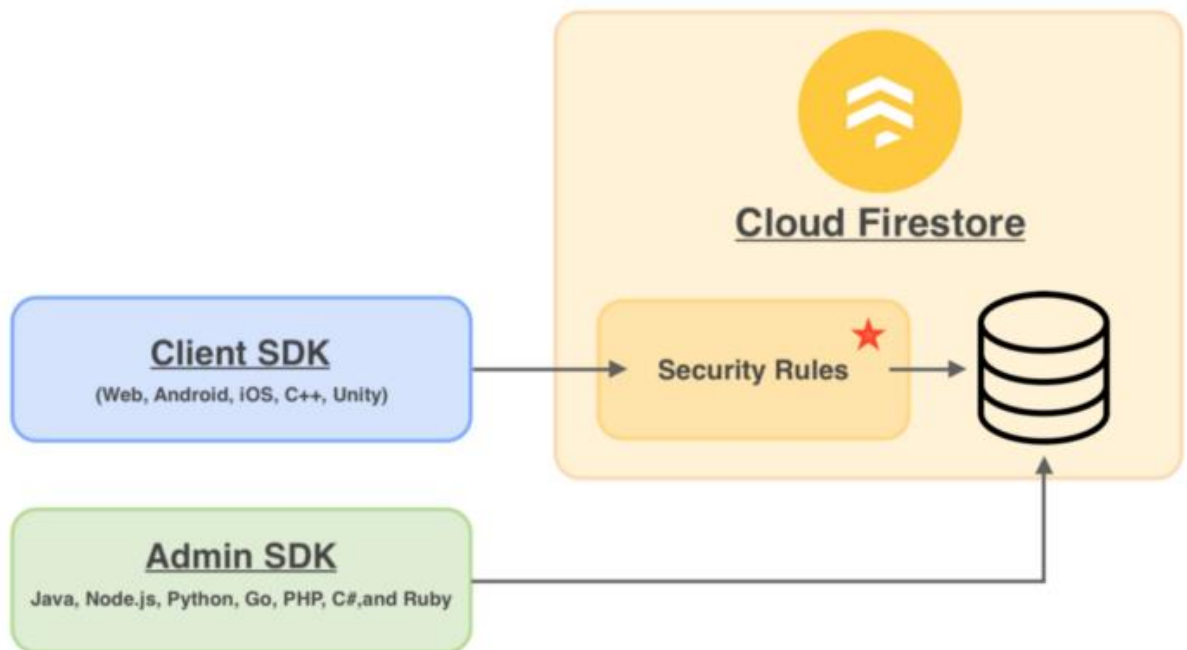 Cloud Firestore
Client SDK
(Web, Android, iOS, C++, Unity)
Security Rules
Admin SDK
Java, Node.js, Python, Go, PHP, C#,and Ruby